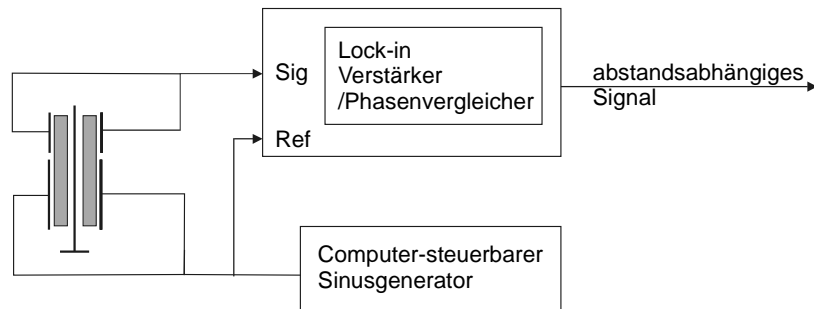 Sig
Lock-in
Verstärker
/Phasenvergleicher
Ref
abstandsabhängiges
Signal
Computer-steuerbarer
Sinusgenerator